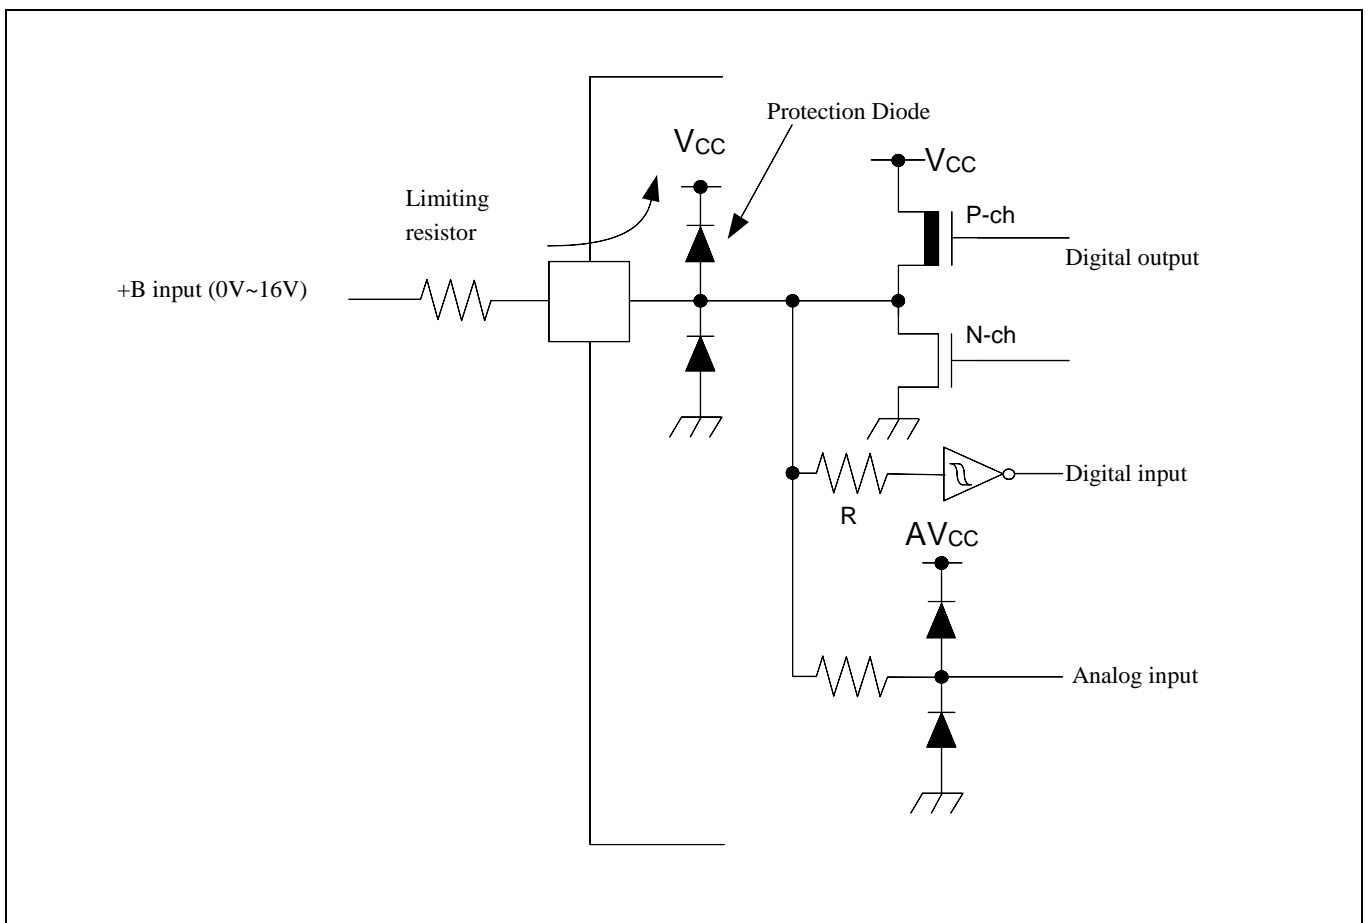 Protection Diode
VCC
VCC
Limiting
resistor
P-ch
Digital output
+B input (0V~16V)
N-ch
Digital input
R
AVCC
Analog input